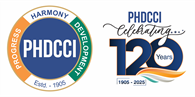 PROGRESS
HARMONY
DEVELOPMENT
PHDCCI
Estd. - 1905
PHDCCI
Celebrating...
120
Years
1905 - 2025